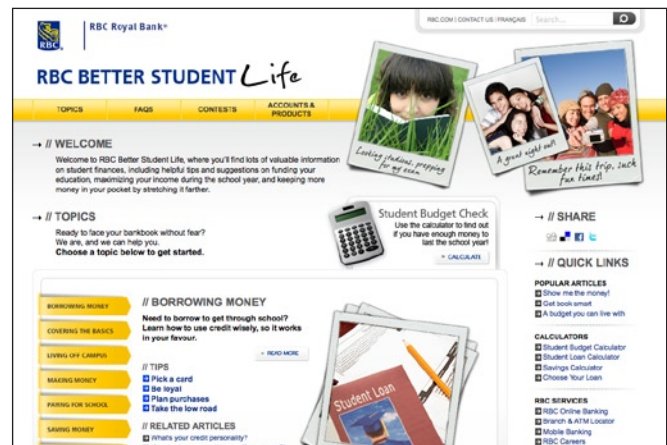 RBC Royal Bank®
RBC
RBC.COM | CONTACT US | FRANÇAIS
Search...
RBC BETTER STUDENT Life
TOPICS
FAQS
CONTESTS
ACCOUNTS &
PRODUCTS
Looking studious, prepping
for my exam
A great night out!
Remember this trip, such
fun times!
→ // WELCOME
Welcome to RBC Better Student Life, where you'll find lots of valuable information
on student finances, including helpful tips and suggestions on funding your
education, maximizing your income during the school year, and keeping more
money in your pocket by stretching it farther.
→ // TOPICS
Ready to face your bankbook without fear?
We are, and we can help you.
Choose a topic below to get started.
Student Budget Check
Use the calculator to find out
if you have enough money to
last the school year!
» CALCULATE
BORROWING MONEY
COVERING THE BASICS
LIVING OFF CAMPUS
MAKING MONEY
PAYING FOR SCHOOL
SAVING MONEY
// BORROWING MONEY
Need to borrow to get through school?
Learn how to use credit wisely, so it works
in your favour.
» READ MORE
// TIPS
Pick a card
Be loyal
Plan purchases
Take the low road
// RELATED ARTICLES
Whats your credit personality?
Student Loan
→ // SHARE
→ // QUICK LINKS
POPULAR ARTICLES
Show me the money!
Get book smart
A budget you can live with
CALCULATORS
Student Budget Calculator
Student Loan Calculator
Savings Calculator
Choose Your Loan
RBC SERVICES
RBC Online Banking
Branch & ATM Locator
Mobile Banking
RBC Careers